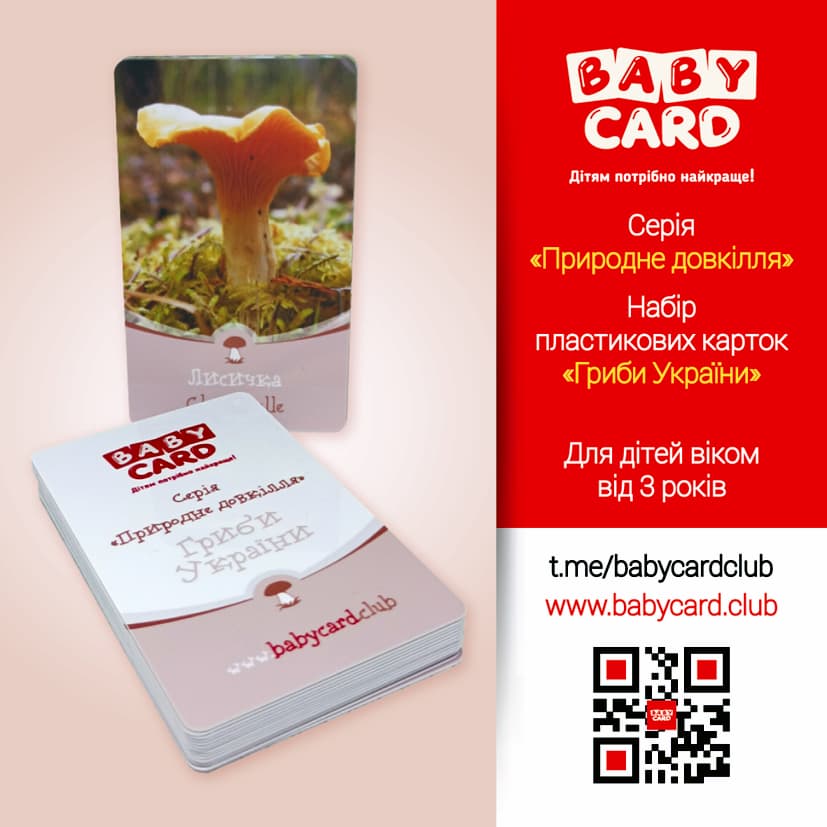 Лисичка
BABY
CARD
Дітям потрібно найкраще!
Серія
«Природне довкілля»
Гриби
України
www.babycard.club
BABY
CARD
Дітям потрібно найкраще!
Серія
«Природне довкілля»
Набір
пластикових карток
«Гриби України»
Для дітей віком
від 3 років
t.me/babycardclub
www.babycard.club
BABY
CARD